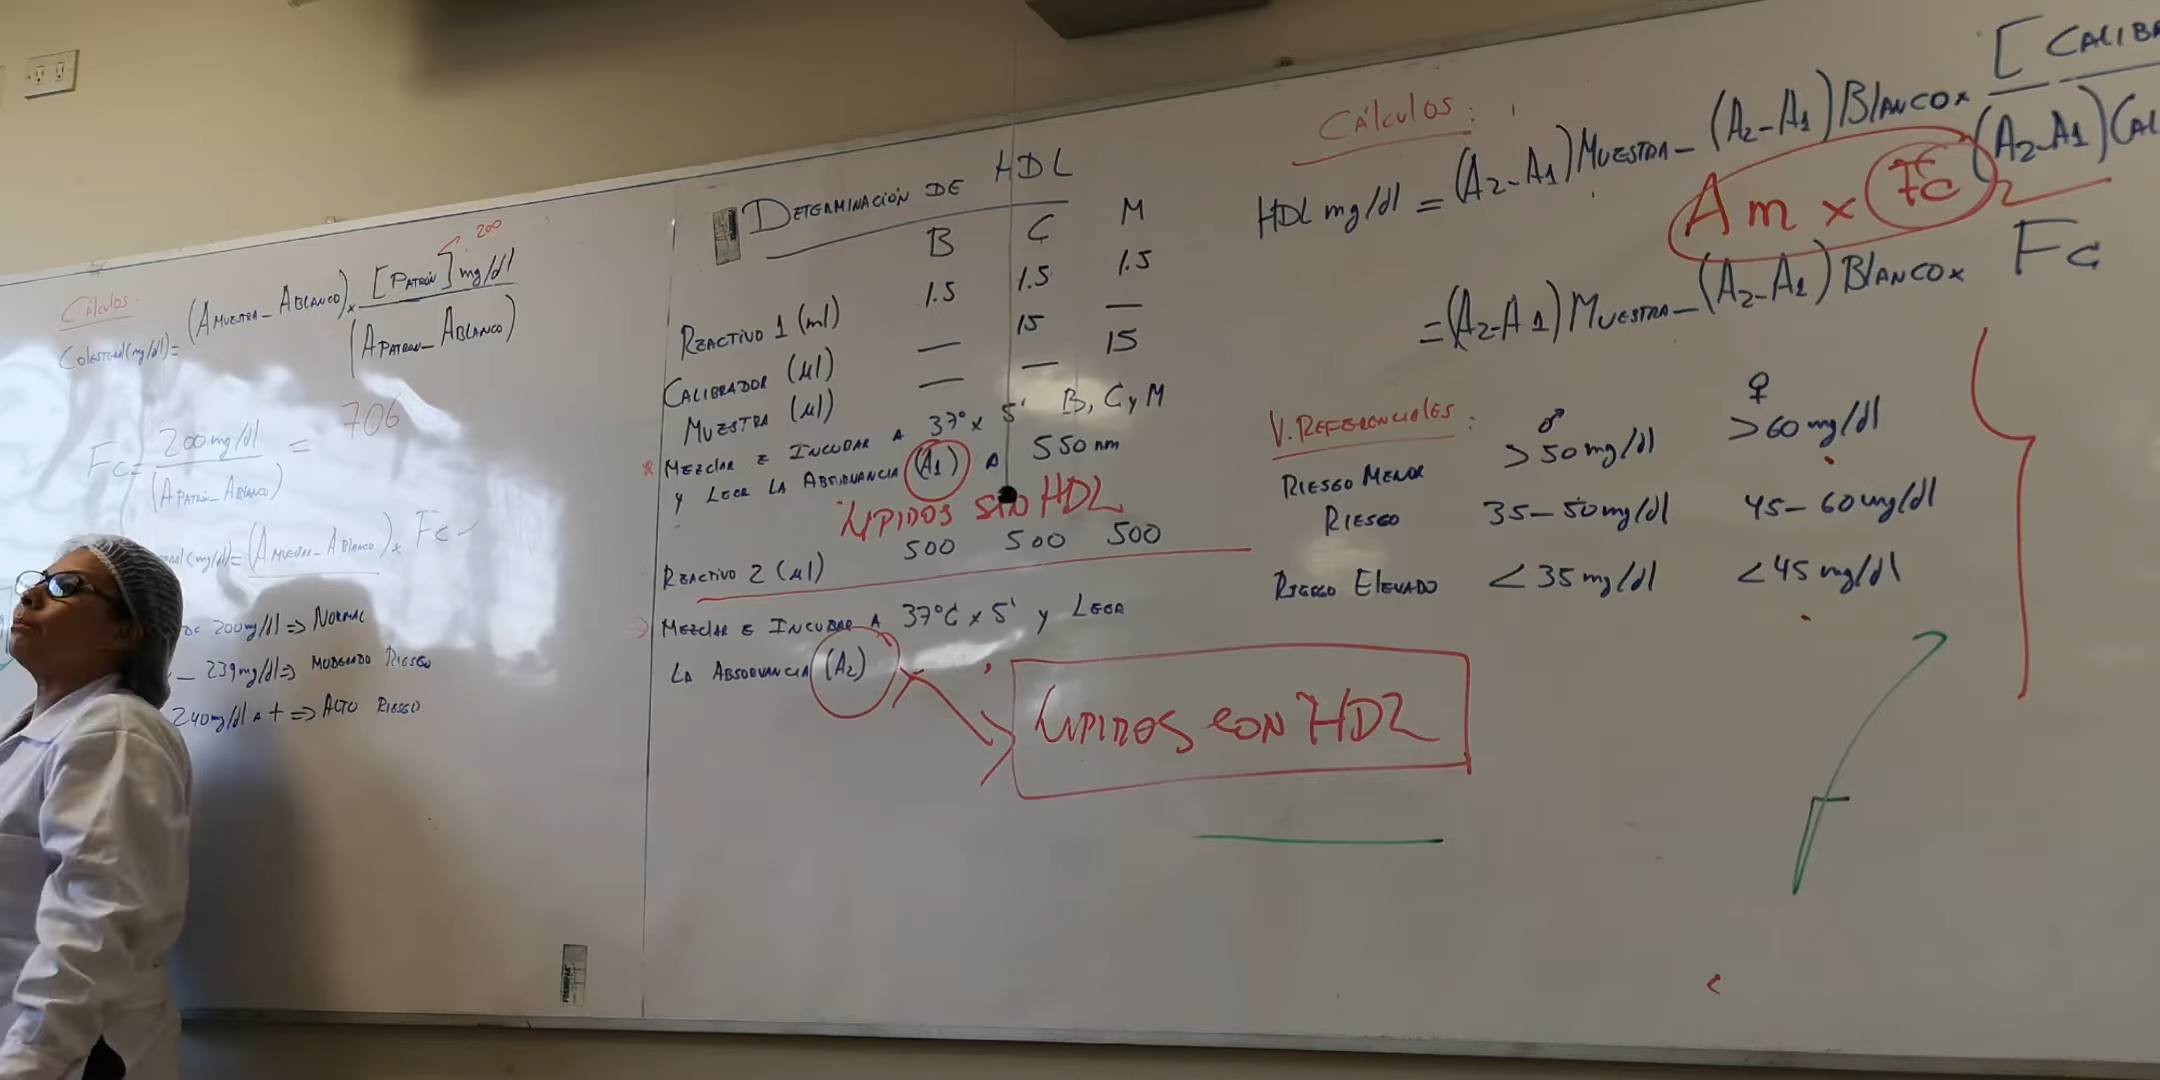 Cálculos:
200
Colesterol (mg/dl) = (A MUESTRA - A BLANCO) x [PATRÓN] mg/dl
(A PATRÓN - A BLANCO)
Fc = 200 mg/dl = 706
(A PATRÓN - A BLANCO)
(mg/dl) = (A MUESTRA - A BLANCO) x Fc
DE 200 mg/dl => NORMAL
- 239 mg/dl => MODERADO RIESGO
240 mg/dl A + => ALTO RIESGO
DETERMINACIÓN DE HDL
B C M
REACTIVO 1 (ml) 1.5 1.5 1.5
CALIBRADOR (µl) — 15 —
MUESTRA (µl) — — 15
* MEZCLAR E INCUBAR A 37° x 5' B, C y M
y LEER LA ABSORVANCIA (A1) A 550 nm
LIPIDOS SIN HDL
REACTIVO 2 (µl) 500 500 500
MEZCLAR E INCUBAR A 37°C x 5' y LEER
LA ABSORVANCIA (A2)
LIPIDOS CON HDL
Cálculos:
HDL mg/dl = (A2-A1) MUESTRA - (A2-A1) BLANCO x [CALIBR
(A2-A1) CAL
Am x Fc
= (A2-A1) MUESTRA - (A2-A1) BLANCO x Fc
V. REFERENCIALES: ♂ ♀
RIESGO MENOR > 50 mg/dl > 60 mg/dl
RIESGO 35 - 50 mg/dl 45 - 60 mg/dl
RIESGO ELEVADO < 35 mg/dl < 45 mg/dl